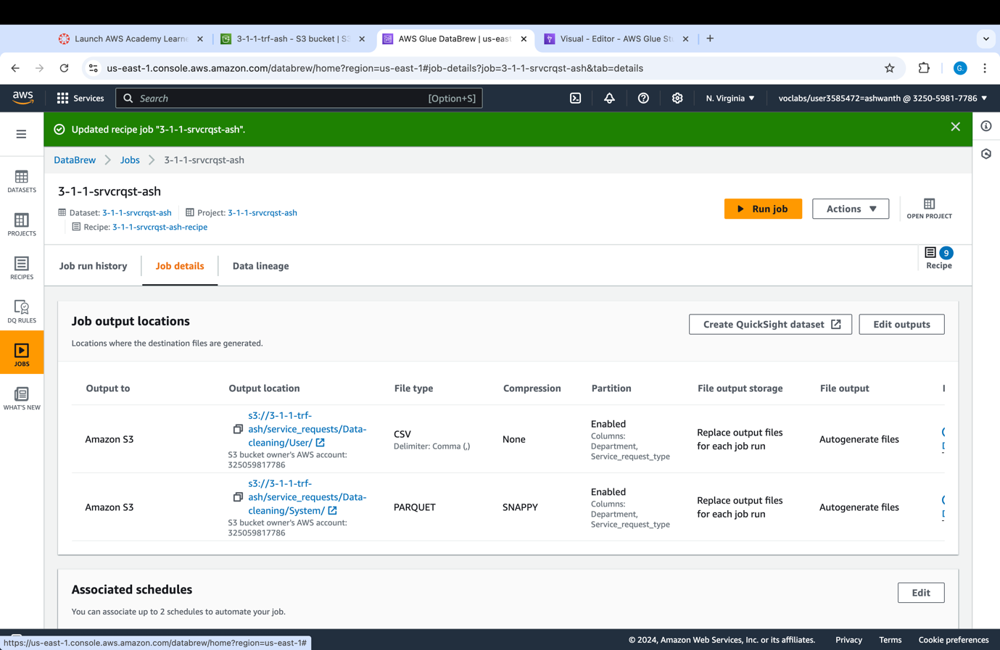 Launch AWS Academy Learne
3-1-1-trf-ash - S3 bucket | S3
AWS Glue DataBrew | us-east
Visual - Editor - AWS Glue Stu
us-east-1.console.aws.amazon.com/databrew/home?region=us-east-1#job-details?job=3-1-1-srvcrqst-ash&tab=details
G.
aws
Services
Search
[Option+S]
N. Virginia
voclabs/user3585472=ashwanth @ 3250-5981-7786
Updated recipe job "3-1-1-srvcrqst-ash".
DataBrew
Jobs
3-1-1-srvcrqst-ash
DATASETS
PROJECTS
RECIPES
DQ RULES
JOBS
WHAT'S NEW
3-1-1-srvcrqst-ash
Dataset: 3-1-1-srvcrqst-ash
Project: 3-1-1-srvcrqst-ash
Recipe: 3-1-1-srvcrqst-ash-recipe
Run job
Actions
OPEN PROJECT
Job run history
Job details
Data lineage
9
Recipe
Job output locations
Locations where the destination files are generated.
Create QuickSight dataset
Edit outputs
Output to
Output location
File type
Compression
Partition
File output storage
File output
Amazon S3
s3://3-1-1-trf-
ash/service_requests/Data-
cleaning/User/
S3 bucket owner's AWS account:
325059817786
CSV
Delimiter: Comma (,)
None
Enabled
Columns:
Department,
Service_request_type
Replace output files
for each job run
Autogenerate files
Amazon S3
s3://3-1-1-trf-
ash/service_requests/Data-
cleaning/System/
S3 bucket owner's AWS account:
325059817786
PARQUET
SNAPPY
Enabled
Columns:
Department,
Service_request_type
Replace output files
for each job run
Autogenerate files
Associated schedules
You can associate up to 2 schedules to automate your job.
Edit
https://us-east-1.console.aws.amazon.com/databrew/home?region=us-east-1#
© 2024, Amazon Web Services, Inc. or its affiliates.
Privacy
Terms
Cookie preferences